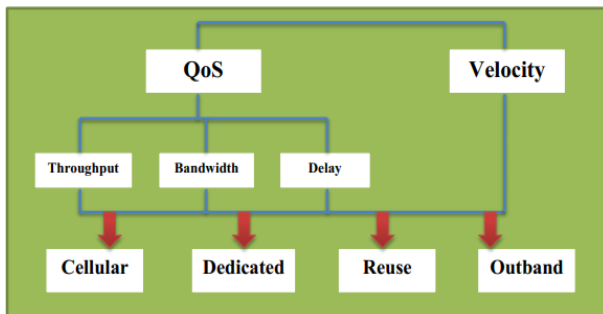 QoS
Velocity
Throughput
Bandwidth
Delay
Cellular
Dedicated
Reuse
Outband